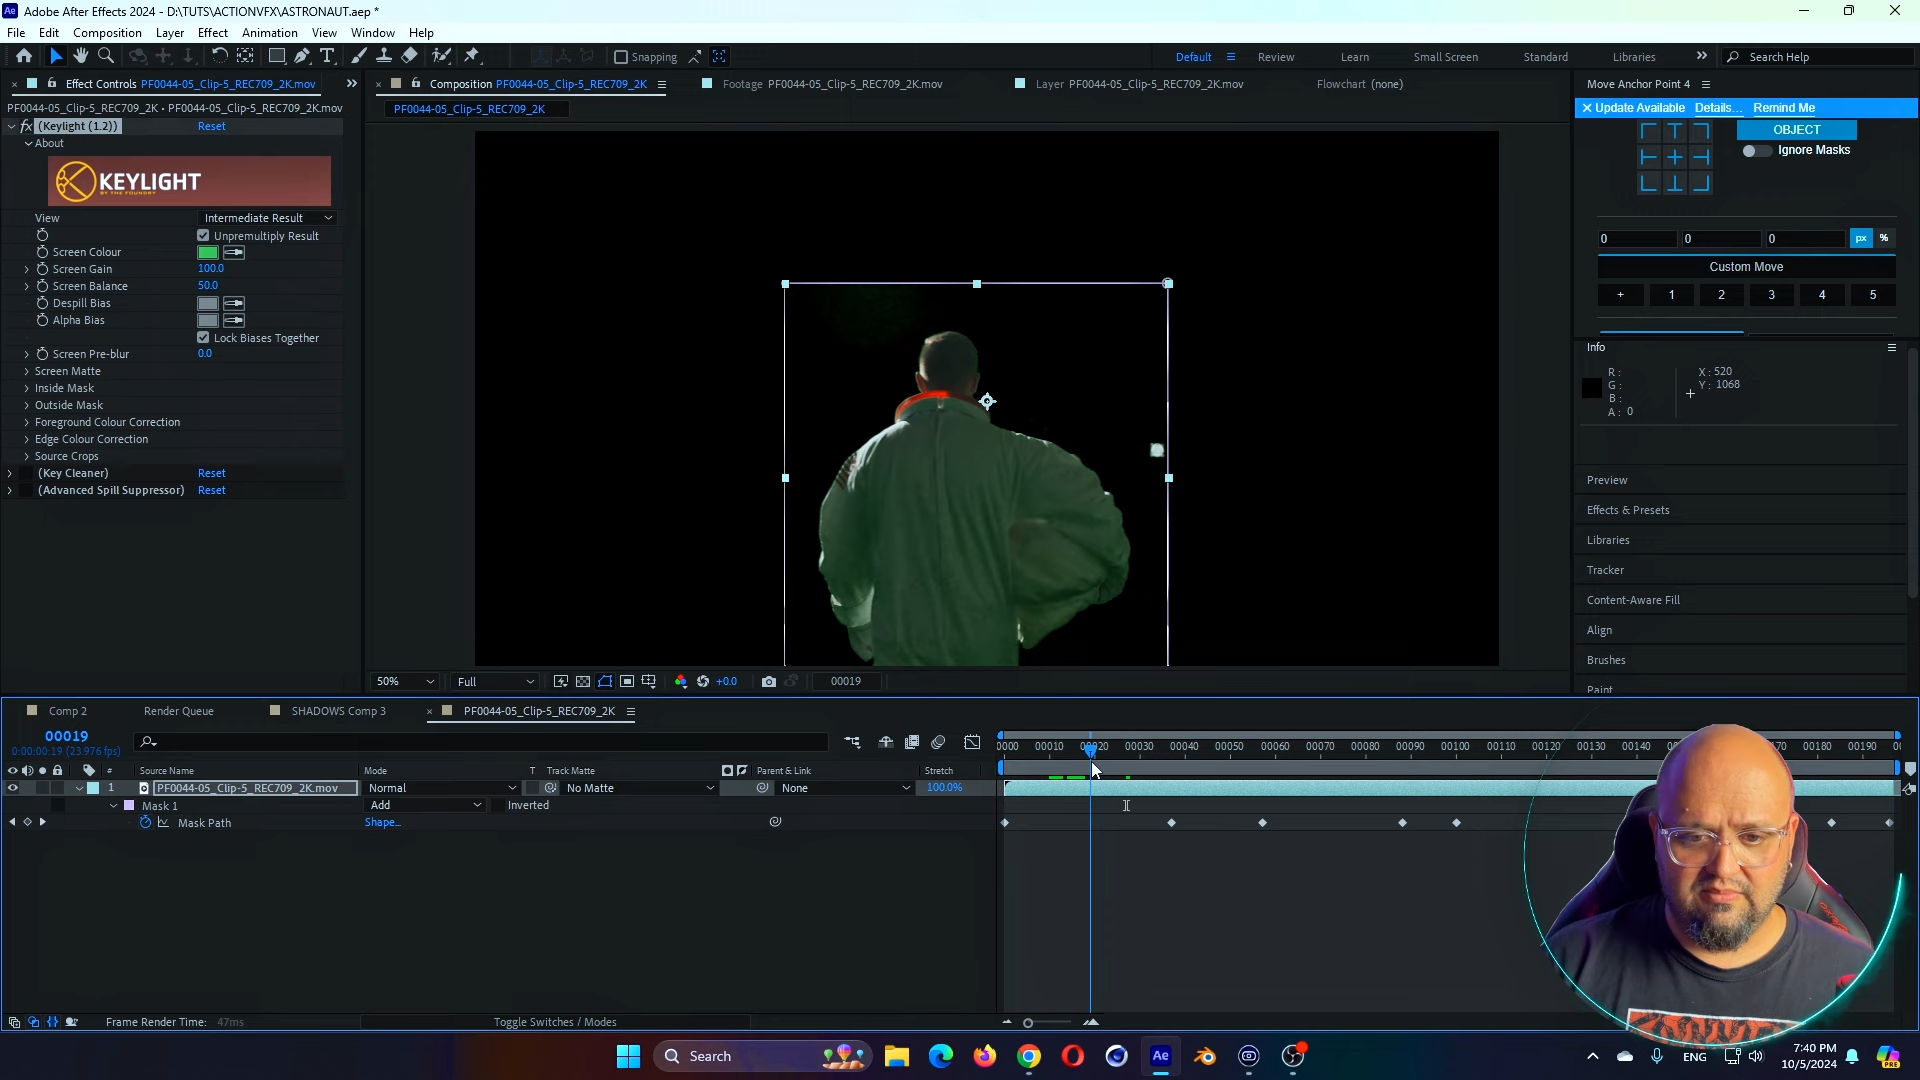 Adobe After Effects 2024 - D:\TUTS\ACTIONVFX\ASTRONAUT.aep *
File Edit Composition Layer Effect Animation View Window Help
Snapping Default Review Learn Small Screen Standard Libraries Search Help
Effect Controls PF0044-05_Clip-5_REC709_2K.mov
PF0044-05_Clip-5_REC709_2K • PF0044-05_Clip-5_REC709_2K.mov
fx (Keylight (1.2)) Reset
About
KEYLIGHT
BY THE FOUNDRY
View Intermediate Result
Unpremultiply Result
Screen Colour
Screen Gain 100.0
Screen Balance 50.0
Despill Bias
Alpha Bias
Lock Biases Together
Screen Pre-blur 0.0
Screen Matte
Inside Mask
Outside Mask
Foreground Colour Correction
Edge Colour Correction
Source Crops
(Key Cleaner) Reset
(Advanced Spill Suppressor) Reset
Composition PF0044-05_Clip-5_REC709_2K Footage PF0044-05_Clip-5_REC709_2K.mov Layer PF0044-05_Clip-5_REC709_2K.mov Flowchart (none)
PF0044-05_Clip-5_REC709_2K
50% Full +0.0 00019
Move Anchor Point 4
Update Available Details... Remind Me
OBJECT
Ignore Masks
0 0 0 px %
Custom Move
+ 1 2 3 4 5
Info
R : X : 520
G : Y : 1068
B :
A : 0
Preview
Effects & Presets
Libraries
Tracker
Content-Aware Fill
Align
Brushes
Paint
Comp 2 Render Queue SHADOWS Comp 3 PF0044-05_Clip-5_REC709_2K
00019
0:00:00:19 (23.976 fps)
0000 00010 00020 00030 00040 00050 00060 00070 00080 00090 00100 00110 00120 00130 00140 00180 00190
# Source Name Mode T Track Matte Parent & Link Stretch
1 PF0044-05_Clip-5_REC709_2K.mov Normal No Matte None 100.0%
Mask 1 Add Inverted
Mask Path Shape...
Frame Render Time: 47ms Toggle Switches / Modes
Search Ae ENG 7:40 PM
10/5/2024
PRE